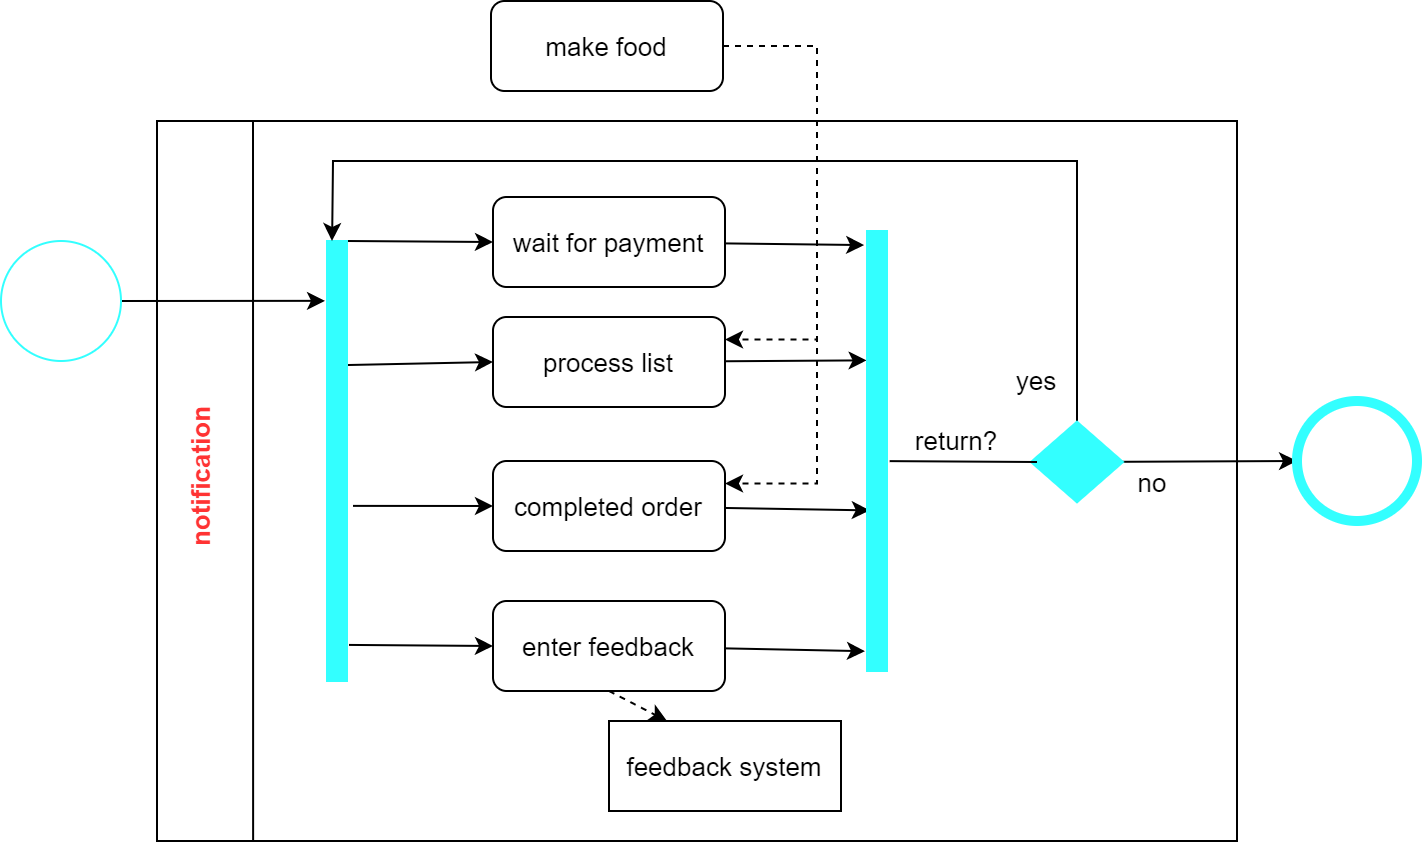 make food
wait for payment
process list
yes
return?
no
notification
completed order
enter feedback
feedback system